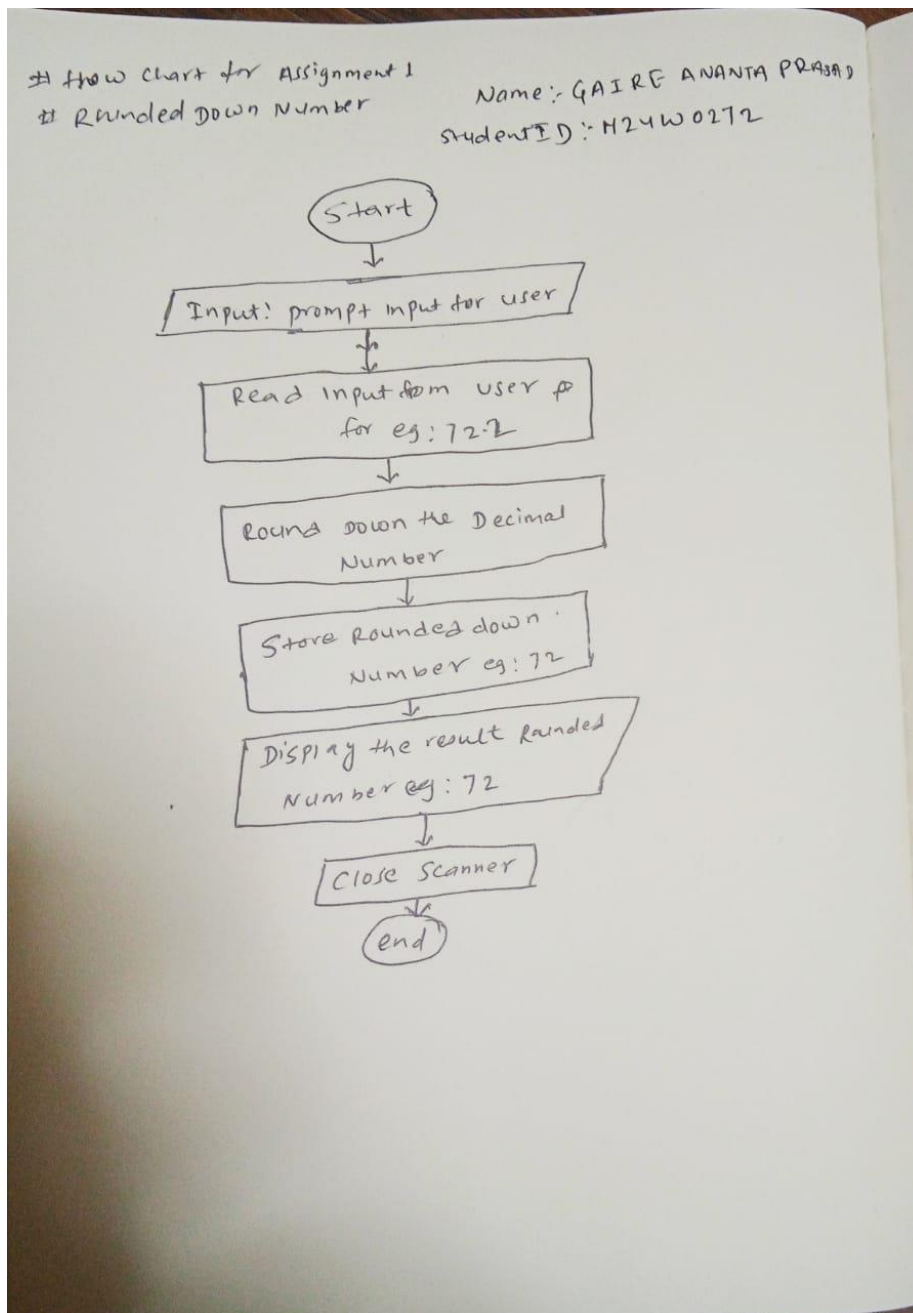 # flow chart for Assignment 1
# Rounded Down Number
Name:- GAIRE ANANTA PRASAD
StudentID:- M24W0272
Start
Input: prompt input for user
Read input from user
for eg: 72.2
Round Down the Decimal
Number
Store Rounded down
Number eg: 72
Display the result Rounded
Number eg: 72
Close Scanner
end